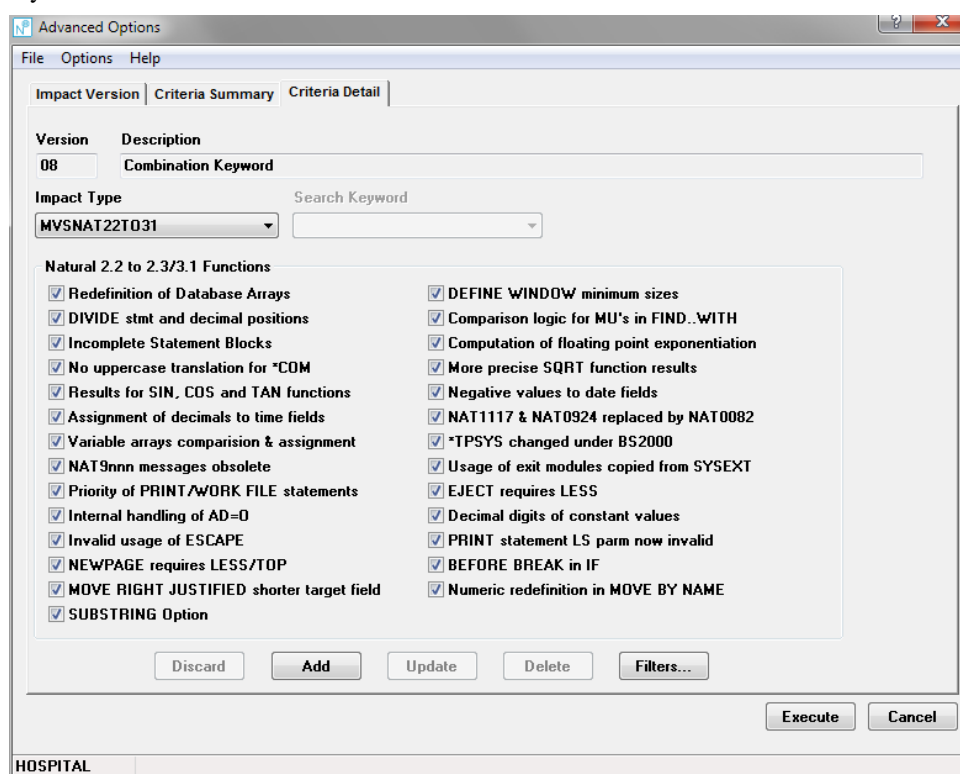 Advanced Options
File Options Help
Impact Version Criteria Summary Criteria Detail
Version Description
08 Combination Keyword
Impact Type Search Keyword
MVSNAT22TO31
Natural 2.2 to 2.3/3.1 Functions
Redefinition of Database Arrays DEFINE WINDOW minimum sizes
DIVIDE stmt and decimal positions Comparison logic for MU's in FIND..WITH
Incomplete Statement Blocks Computation of floating point exponentiation
No uppercase translation for *COM More precise SQRT function results
Results for SIN, COS and TAN functions Negative values to date fields
Assignment of decimals to time fields NAT1117 & NAT0924 replaced by NAT0082
Variable arrays comparision & assignment *TPSYS changed under BS2000
NAT9nnn messages obsolete Usage of exit modules copied from SYSEXT
Priority of PRINT/WORK FILE statements EJECT requires LESS
Internal handling of AD=O Decimal digits of constant values
Invalid usage of ESCAPE PRINT statement LS parm now invalid
NEWPAGE requires LESS/TOP BEFORE BREAK in IF
MOVE RIGHT JUSTIFIED shorter target field Numeric redefinition in MOVE BY NAME
SUBSTRING Option
Discard Add Update Delete Filters...
Execute Cancel
HOSPITAL